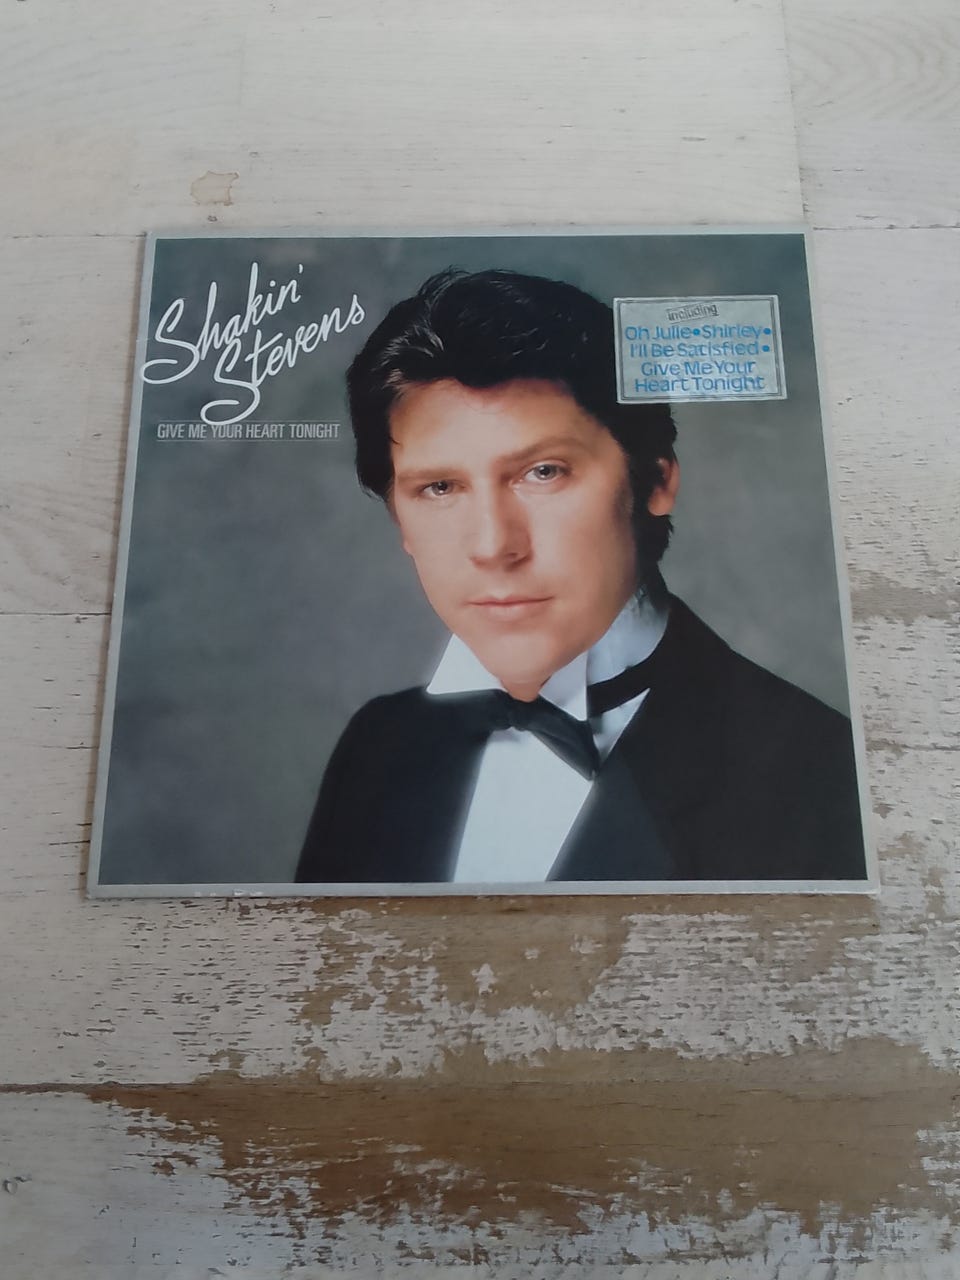 Shakin'
Stevens
GIVE ME YOUR HEART TONIGHT
including
Oh Julie•Shirley•
I'll Be Satisfied•
Give Me Your
Heart Tonight